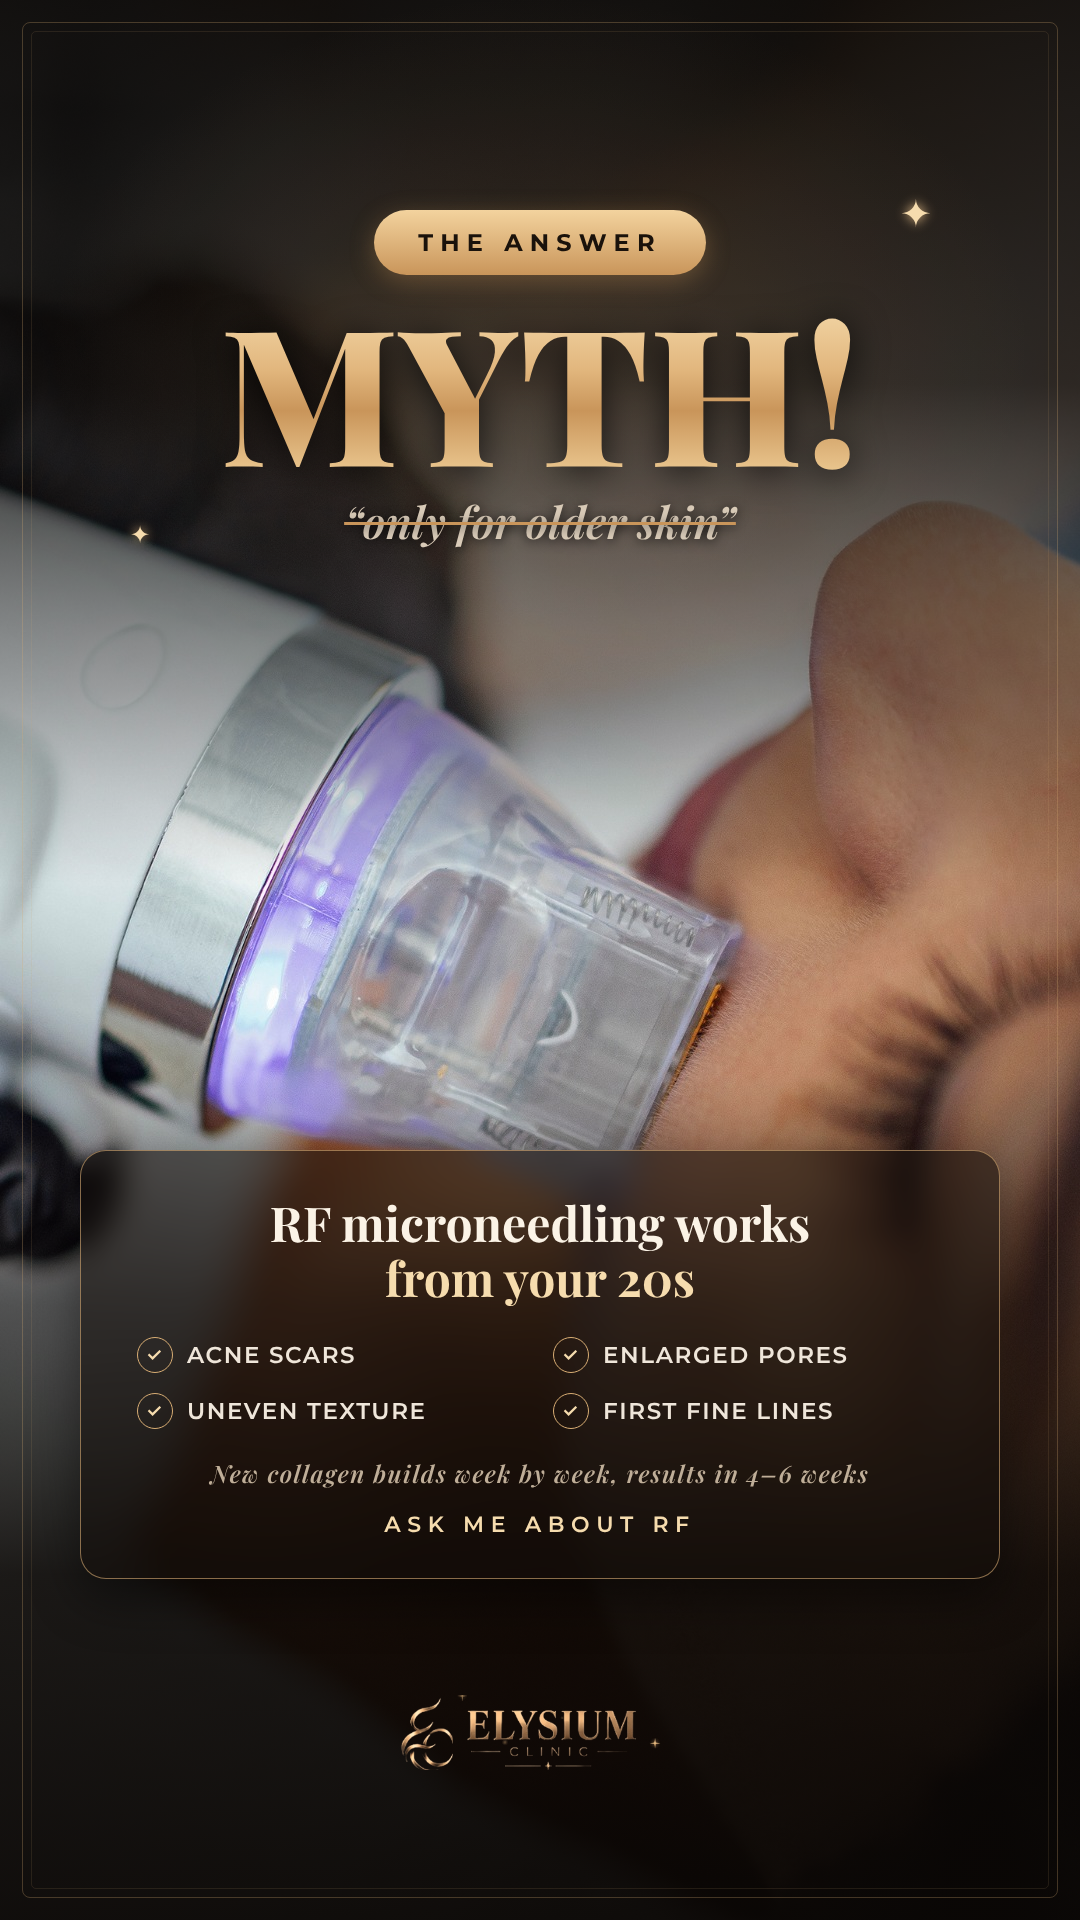 THE ANSWER
MYTH!
“only for older skin”
RF microneedling works
from your 20s
ACNE SCARS
ENLARGED PORES
UNEVEN TEXTURE
FIRST FINE LINES
New collagen builds week by week, results in 4–6 weeks
ASK ME ABOUT RF
ELYSIUM
CLINIC